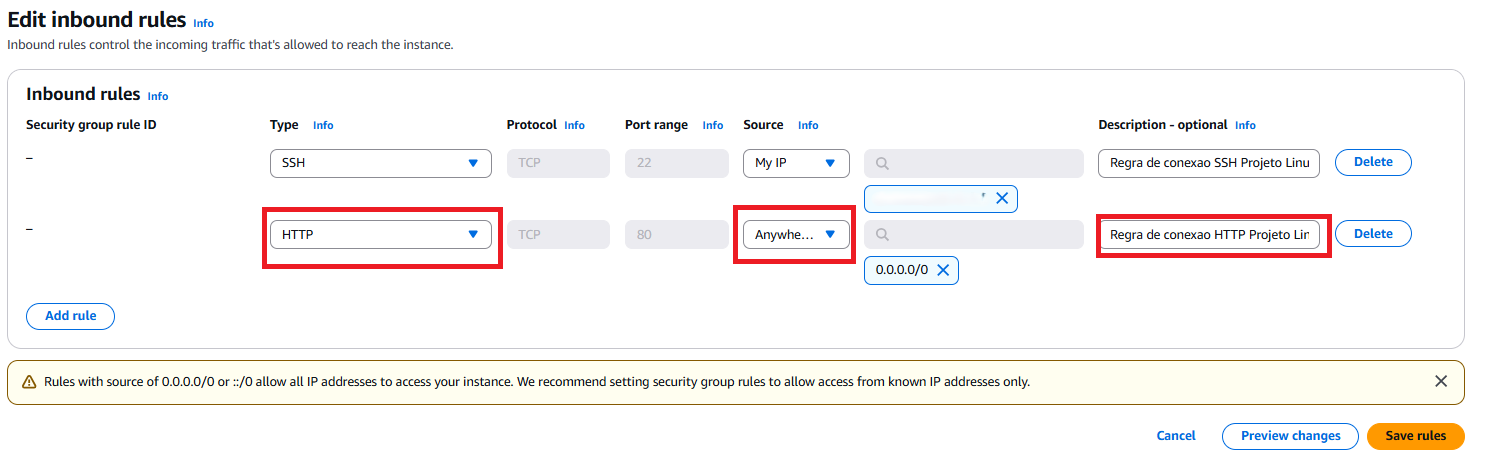 Edit inbound rules Info
Inbound rules control the incoming traffic that's allowed to reach the instance.
Inbound rules Info
Security group rule ID Type Info Protocol Info Port range Info Source Info Description - optional Info
– SSH TCP 22 My IP Regra de conexao SSH Projeto Linu Delete
– HTTP TCP 80 Anywhe... Regra de conexao HTTP Projeto Lin Delete
0.0.0.0/0
Add rule
Rules with source of 0.0.0.0/0 or ::/0 allow all IP addresses to access your instance. We recommend setting security group rules to allow access from known IP addresses only.
Cancel Preview changes Save rules